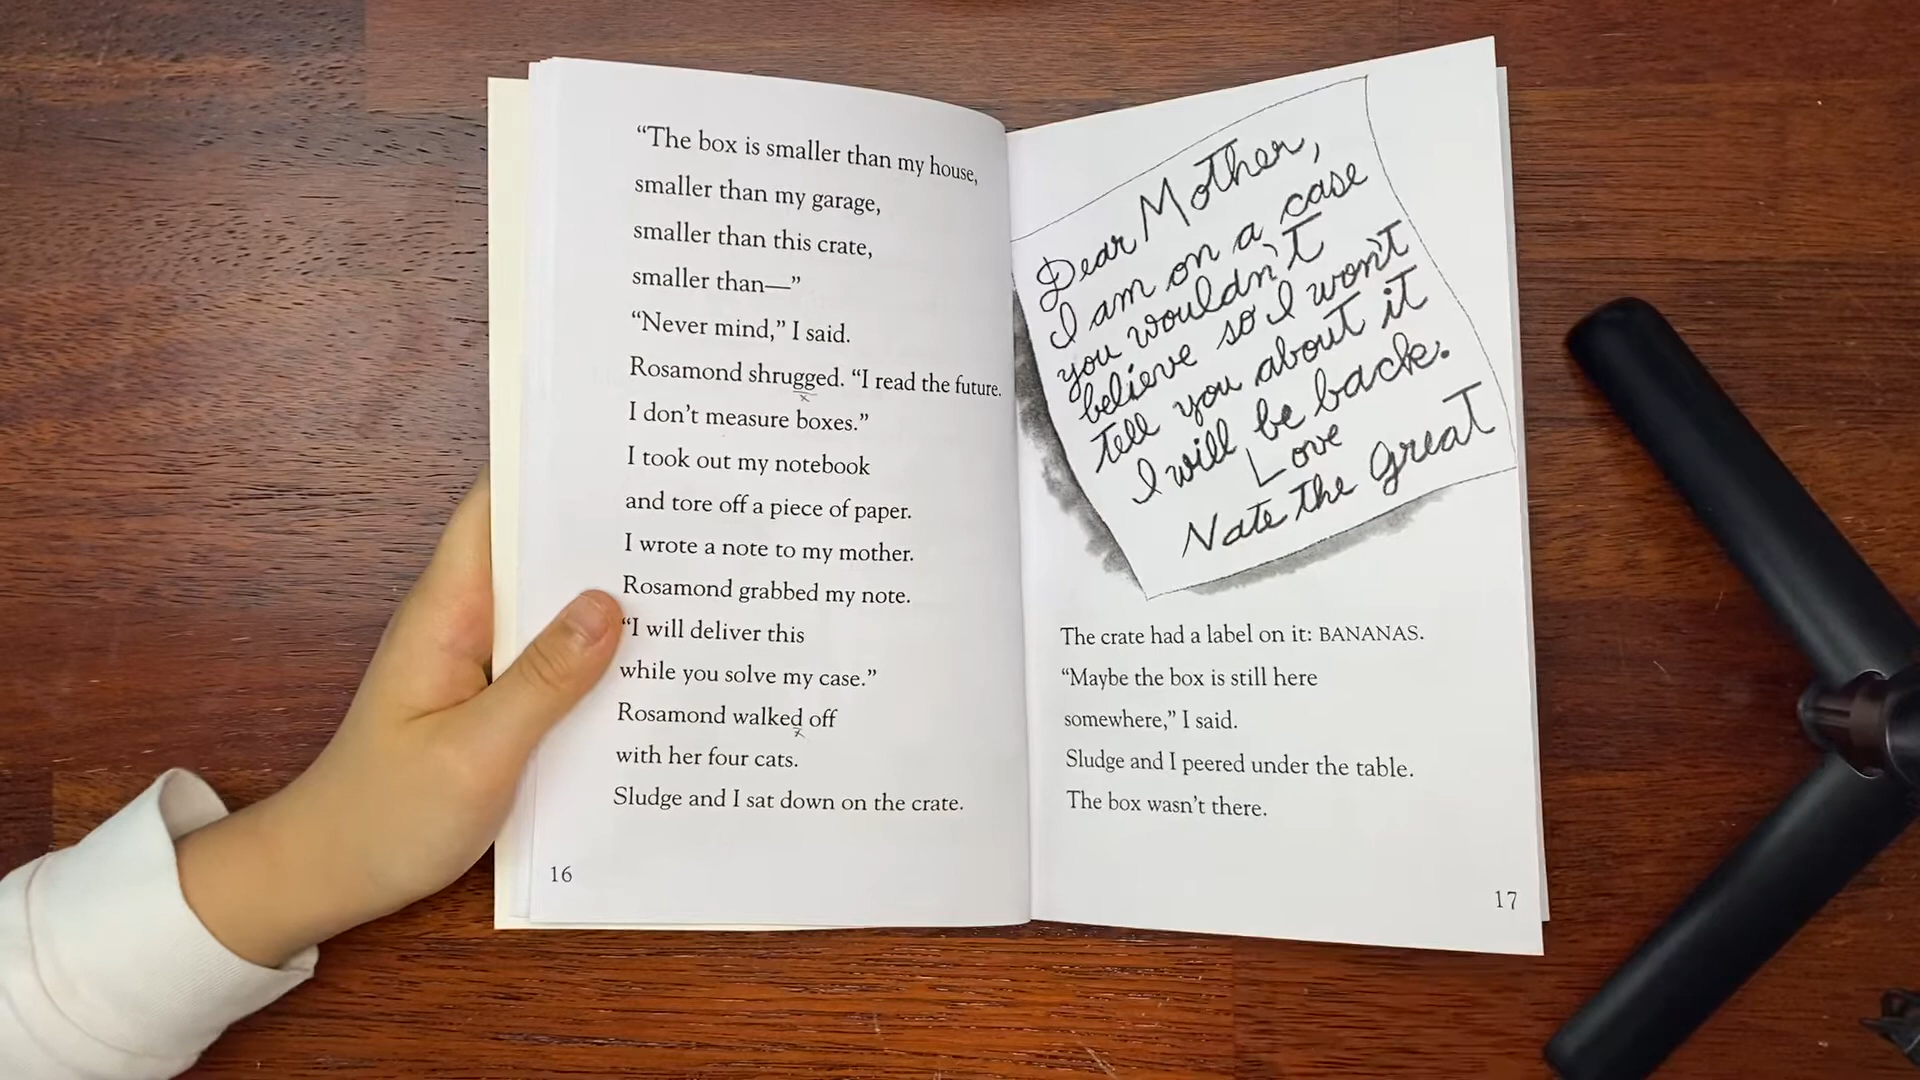 “The box is smaller than my house,
smaller than my garage,
smaller than this crate,
smaller than—”
“Never mind,” I said.
Rosamond shrugged. “I read the future.
I don’t measure boxes.”
I took out my notebook
and tore off a piece of paper.
I wrote a note to my mother.
Rosamond grabbed my note.
“I will deliver this
while you solve my case.”
Rosamond walked off
with her four cats.
Sludge and I sat down on the crate.
16
Dear Mother,
I am on a case
you wouldn't
believe so I won't
tell you about it
I will be back.
Love
Nate the Great
The crate had a label on it: BANANAS.
“Maybe the box is still here
somewhere,” I said.
Sludge and I peered under the table.
The box wasn’t there.
17